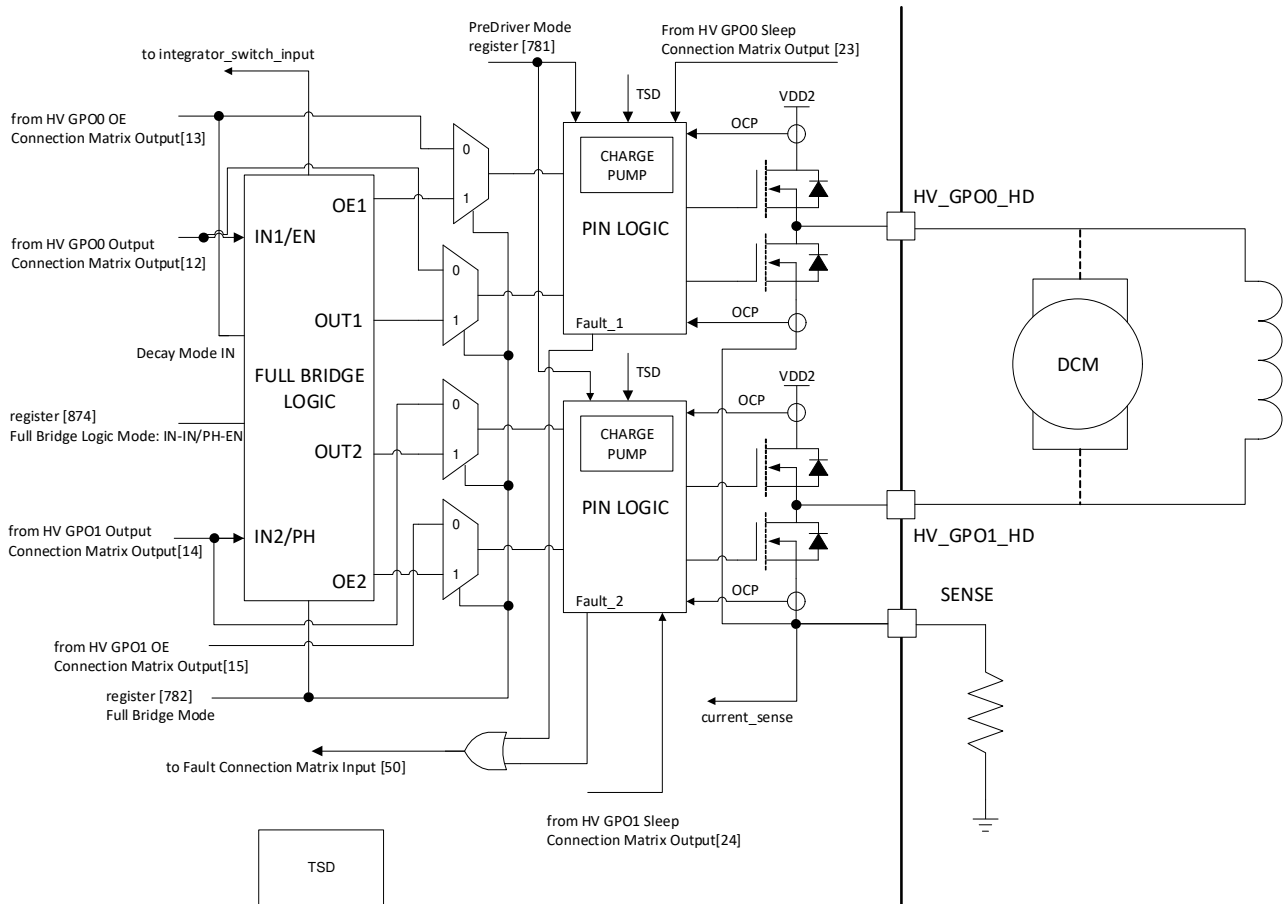 PreDriver Mode
register [781]
From HV GPO0 Sleep
Connection Matrix Output [23]
to integrator_switch_input
TSD
VDD2
from HV GPO0 OE
Connection Matrix Output[13]
OCP
0
1
CHARGE
PUMP
OE1
PIN LOGIC
HV_GPO0_HD
from HV GPO0 Output
Connection Matrix Output[12]
IN1/EN
0
1
OUT1
OCP
Fault_1
Decay Mode IN
FULL BRIDGE
LOGIC
TSD
VDD2
DCM
register [874]
Full Bridge Logic Mode: IN-IN/PH-EN
0
1
OCP
CHARGE
PUMP
OUT2
PIN LOGIC
from HV GPO1 Output
Connection Matrix Output[14]
IN2/PH
0
1
HV_GPO1_HD
OE2
OCP
Fault_2
SENSE
from HV GPO1 OE
Connection Matrix Output[15]
register [782]
Full Bridge Mode
current_sense
to Fault Connection Matrix Input [50]
from HV GPO1 Sleep
Connection Matrix Output[24]
TSD